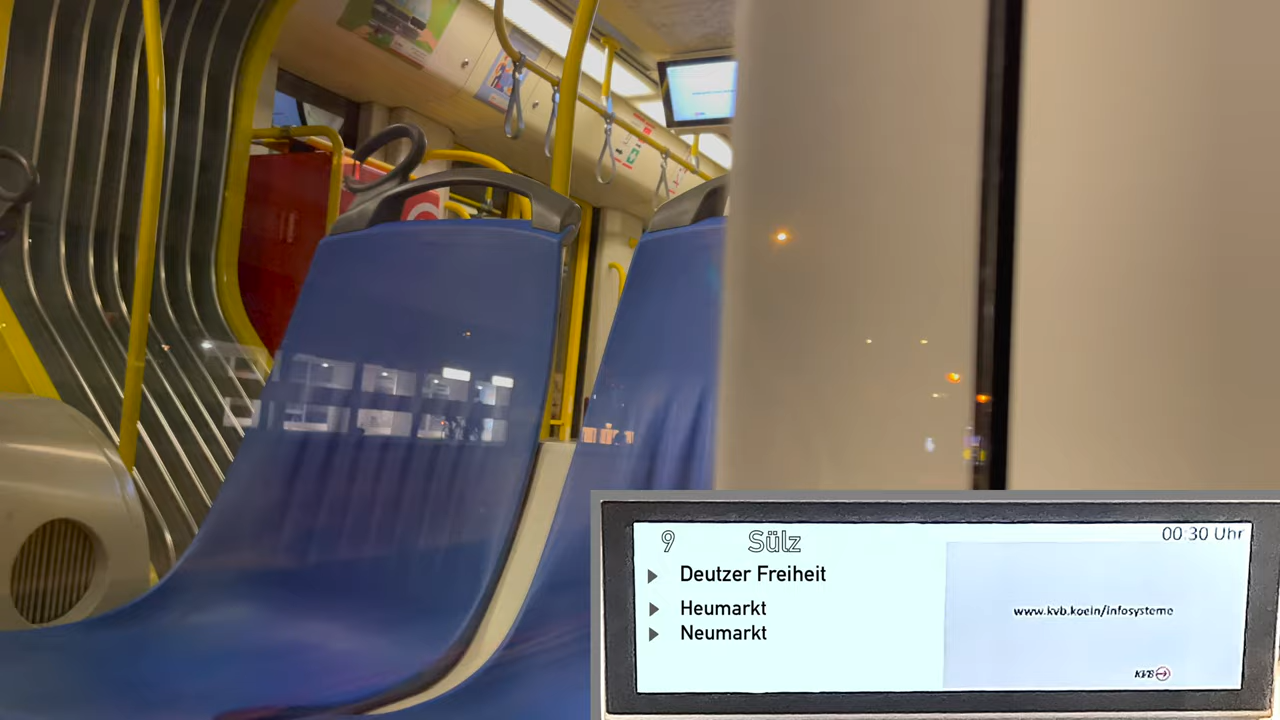 9 Sülz
00:30 Uhr
Deutzer Freiheit
Heumarkt
Neumarkt
www.kvb.koeln/infosysteme
KVB